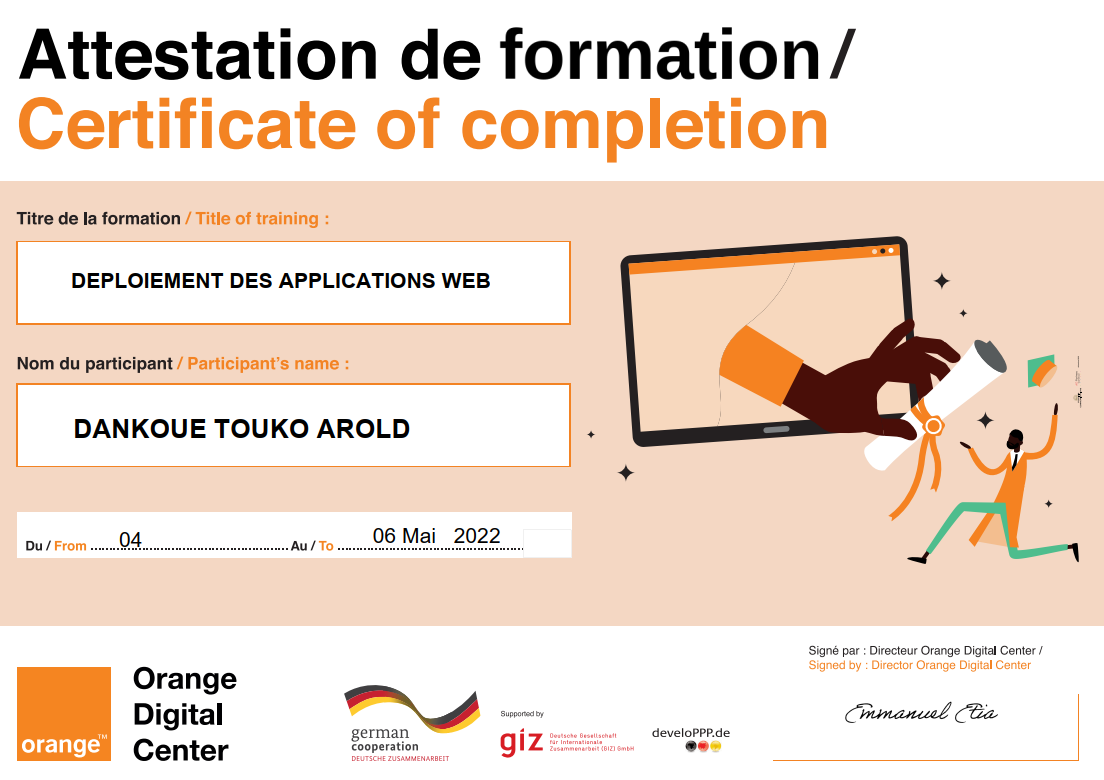 Attestation de formation/
Certificate of completion
Titre de la formation / Title of training :
DEPLOIEMENT DES APPLICATIONS WEB
Nom du participant / Participant's name :
DANKOUE TOUKO AROLD
Du / From 04 Au / To 06 Mai 2022
Signé par : Directeur Orange Digital Center /
Signed by : Director Orange Digital Center
Emmanuel Etia
orange™
Orange
Digital
Center
german
cooperation
DEUTSCHE ZUSAMMENARBEIT
Supported by
giz
Deutsche Gesellschaft
für Internationale
Zusammenarbeit (GIZ) GmbH
develoPPP.de